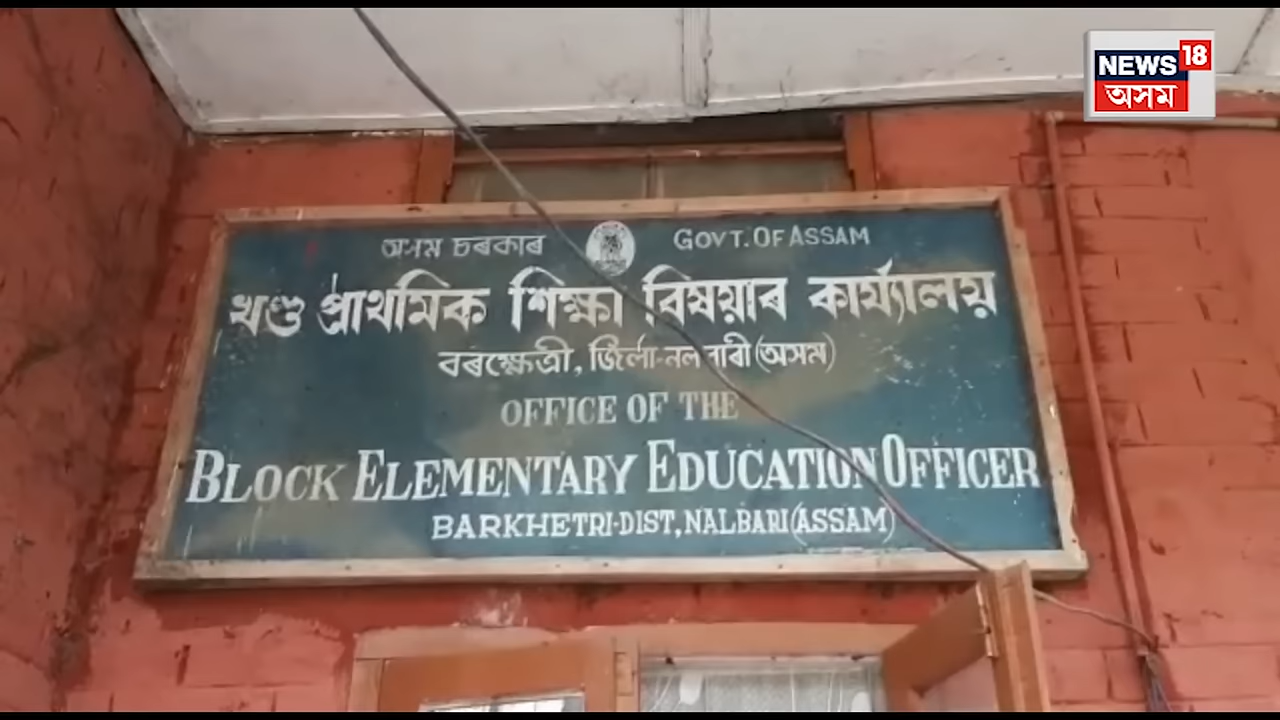 NEWS 18
অসম
অসম চৰকাৰ GOVT. OF ASSAM
খণ্ড প্ৰাথমিক শিক্ষা বিষয়াৰ কাৰ্য্যালয়
বৰক্ষেত্ৰী, জিলা-নলবাৰী (অসম)
OFFICE OF THE
BLOCK ELEMENTARY EDUCATION OFFICER
BARKHETRI-DIST, NALBARI (ASSAM)